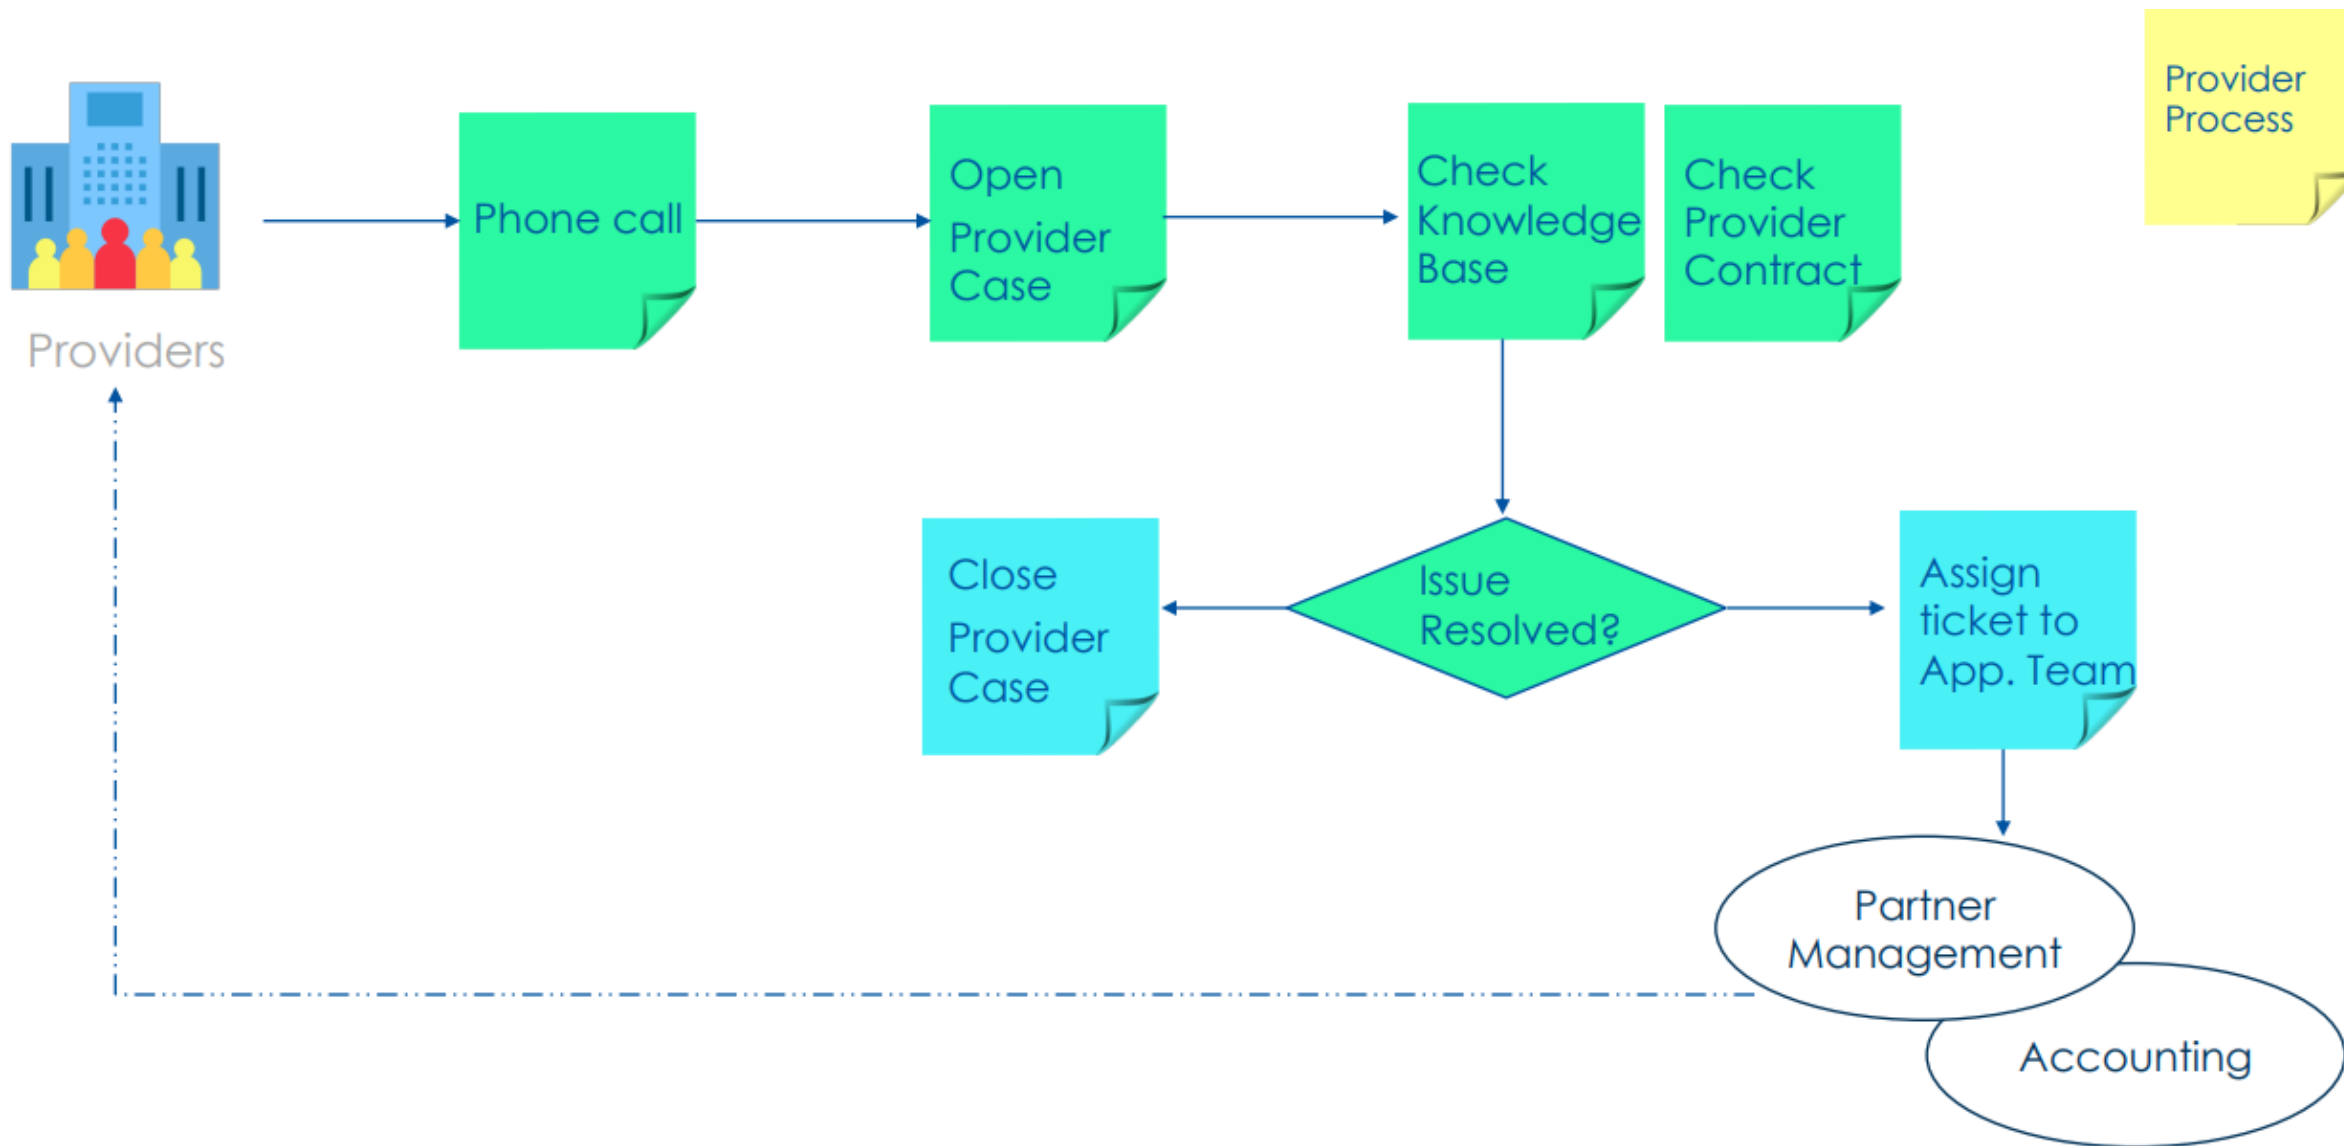 Provider
Process
Providers
Phone call
Open
Provider
Case
Check
Knowledge
Base
Check
Provider
Contract
Close
Provider
Case
Issue
Resolved?
Assign
ticket to
App. Team
Partner
Management
Accounting